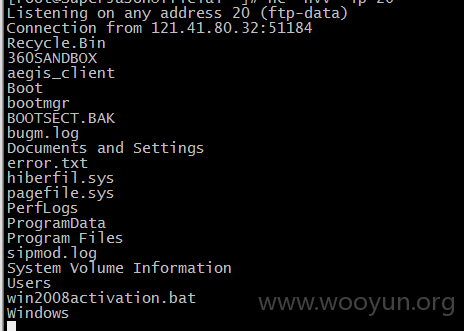 Listening on any address 20 (ftp-data)
Connection from 121.41.80.32:51184
Recycle.Bin
360SANDBOX
aegis_client
Boot
bootmgr
BOOTSECT.BAK
bugm.log
Documents and Settings
error.txt
hiberfil.sys
pagefile.sys
PerfLogs
ProgramData
Program Files
sipmod.log
System Volume Information
Users
win2008activation.bat
Windows
www.wooyun.org